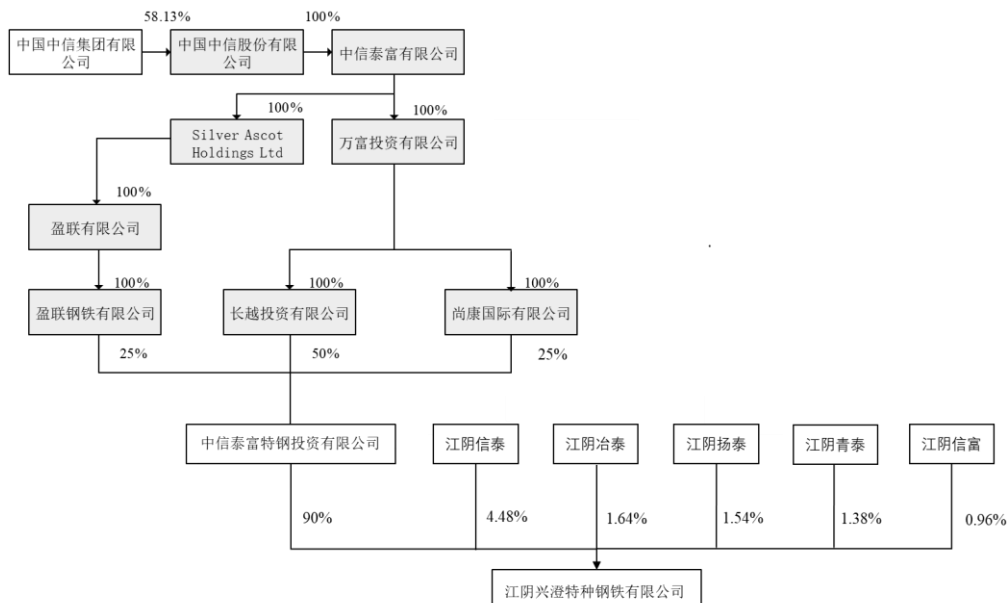 58.13%
100%
中国中信集团有限
公司
中国中信股份有限
公司
中信泰富有限公司
100%
100%
Silver Ascot
Holdings Ltd
万富投资有限公司
100%
盈联有限公司
100%
100%
100%
盈联钢铁有限公司
长越投资有限公司
尚康国际有限公司
25%
50%
25%
中信泰富特钢投资有限公司
江阴信泰
江阴冶泰
江阴扬泰
江阴青泰
江阴信富
90%
4.48%
1.64%
1.54%
1.38%
0.96%
江阴兴澄特种钢铁有限公司